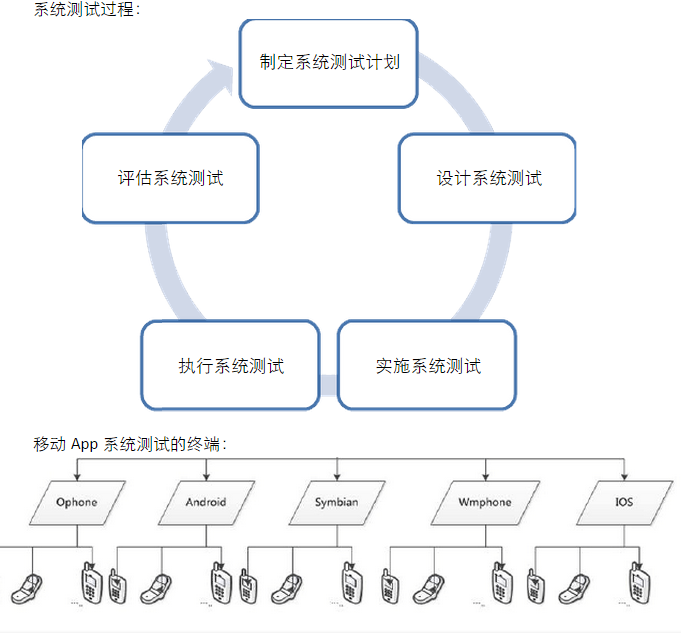 系统测试过程：
制定系统测试计划
评估系统测试
设计系统测试
执行系统测试
实施系统测试
移动 App 系统测试的终端：
Ophone
Android
Symbian
Wmphone
IOS